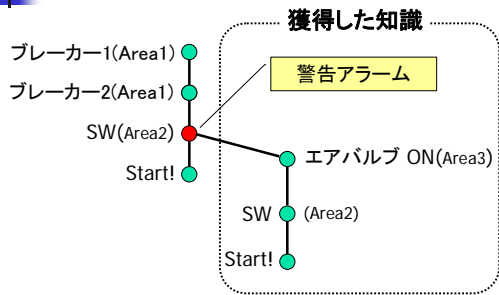 獲得した知識
ブレーカー1(Area1)
警告アラーム
ブレーカー2(Area1)
SW(Area2)
エアバルブ ON(Area3)
Start!
SW (Area2)
Start!